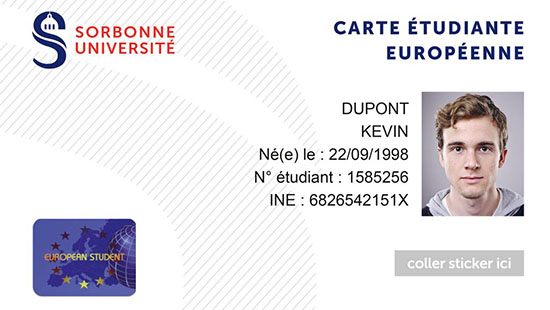 SORBONNE
UNIVERSITÉ
CARTE ÉTUDIANTE
EUROPÉENNE
DUPONT
KEVIN
Né(e) le : 22/09/1998
N° étudiant : 1585256
INE : 6826542151X
EUROPEAN STUDENT
coller sticker ici